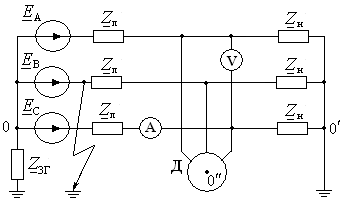 E_A Z_л Z_н
V
E_B Z_л Z_н
E_C Z_л A Z_н
0 0'
Д 0"
Z_ЗГ